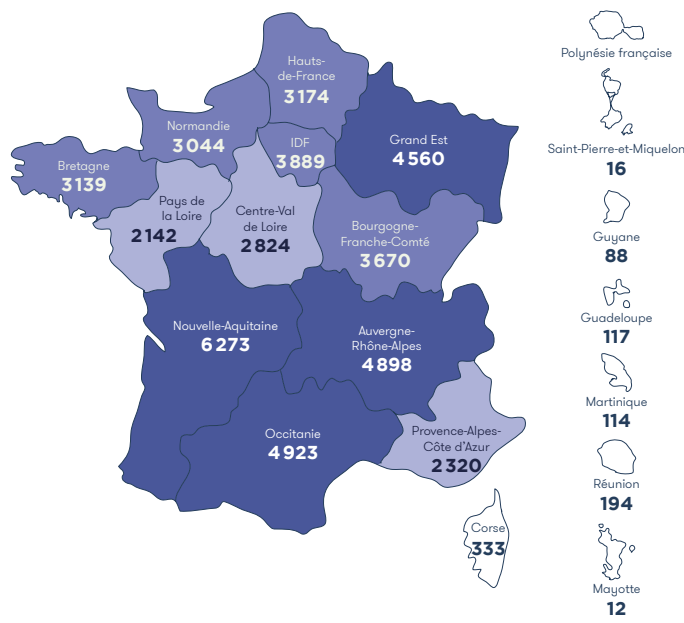 Hauts-
de-France
3 174
Normandie
3 044
IDF
3 889
Grand Est
4 560
Bretagne
3 139
Pays de
la Loire
2 142
Centre-Val
de Loire
2 824
Bourgogne-
Franche-Comté
3 670
Nouvelle-Aquitaine
6 273
Auvergne-
Rhône-Alpes
4 898
Occitanie
4 923
Provence-Alpes-
Côte d'Azur
2 320
Corse
333
Polynésie française
Saint-Pierre-et-Miquelon
16
Guyane
88
Guadeloupe
117
Martinique
114
Réunion
194
Mayotte
12